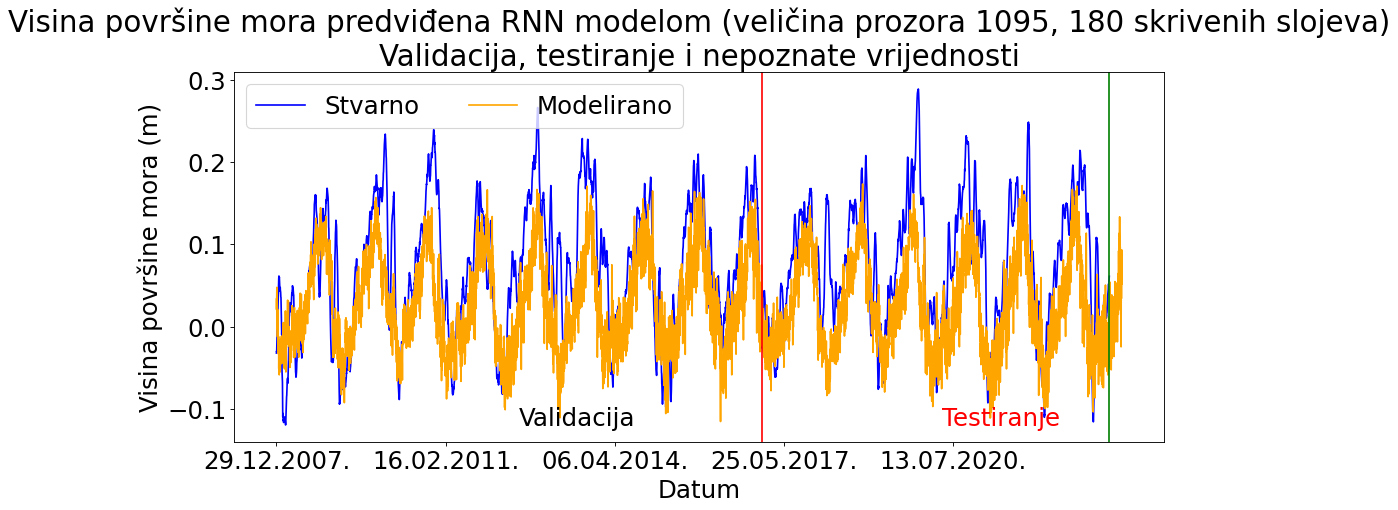 Visina površine mora predviđena RNN modelom (veličina prozora 1095, 180 skrivenih slojeva)
Validacija, testiranje i nepoznate vrijednosti
Stvarno Modelirano
Visina površine mora (m)
0.3
0.2
0.1
0.0
−0.1
Validacija Testiranje
29.12.2007. 16.02.2011. 06.04.2014. 25.05.2017. 13.07.2020.
Datum